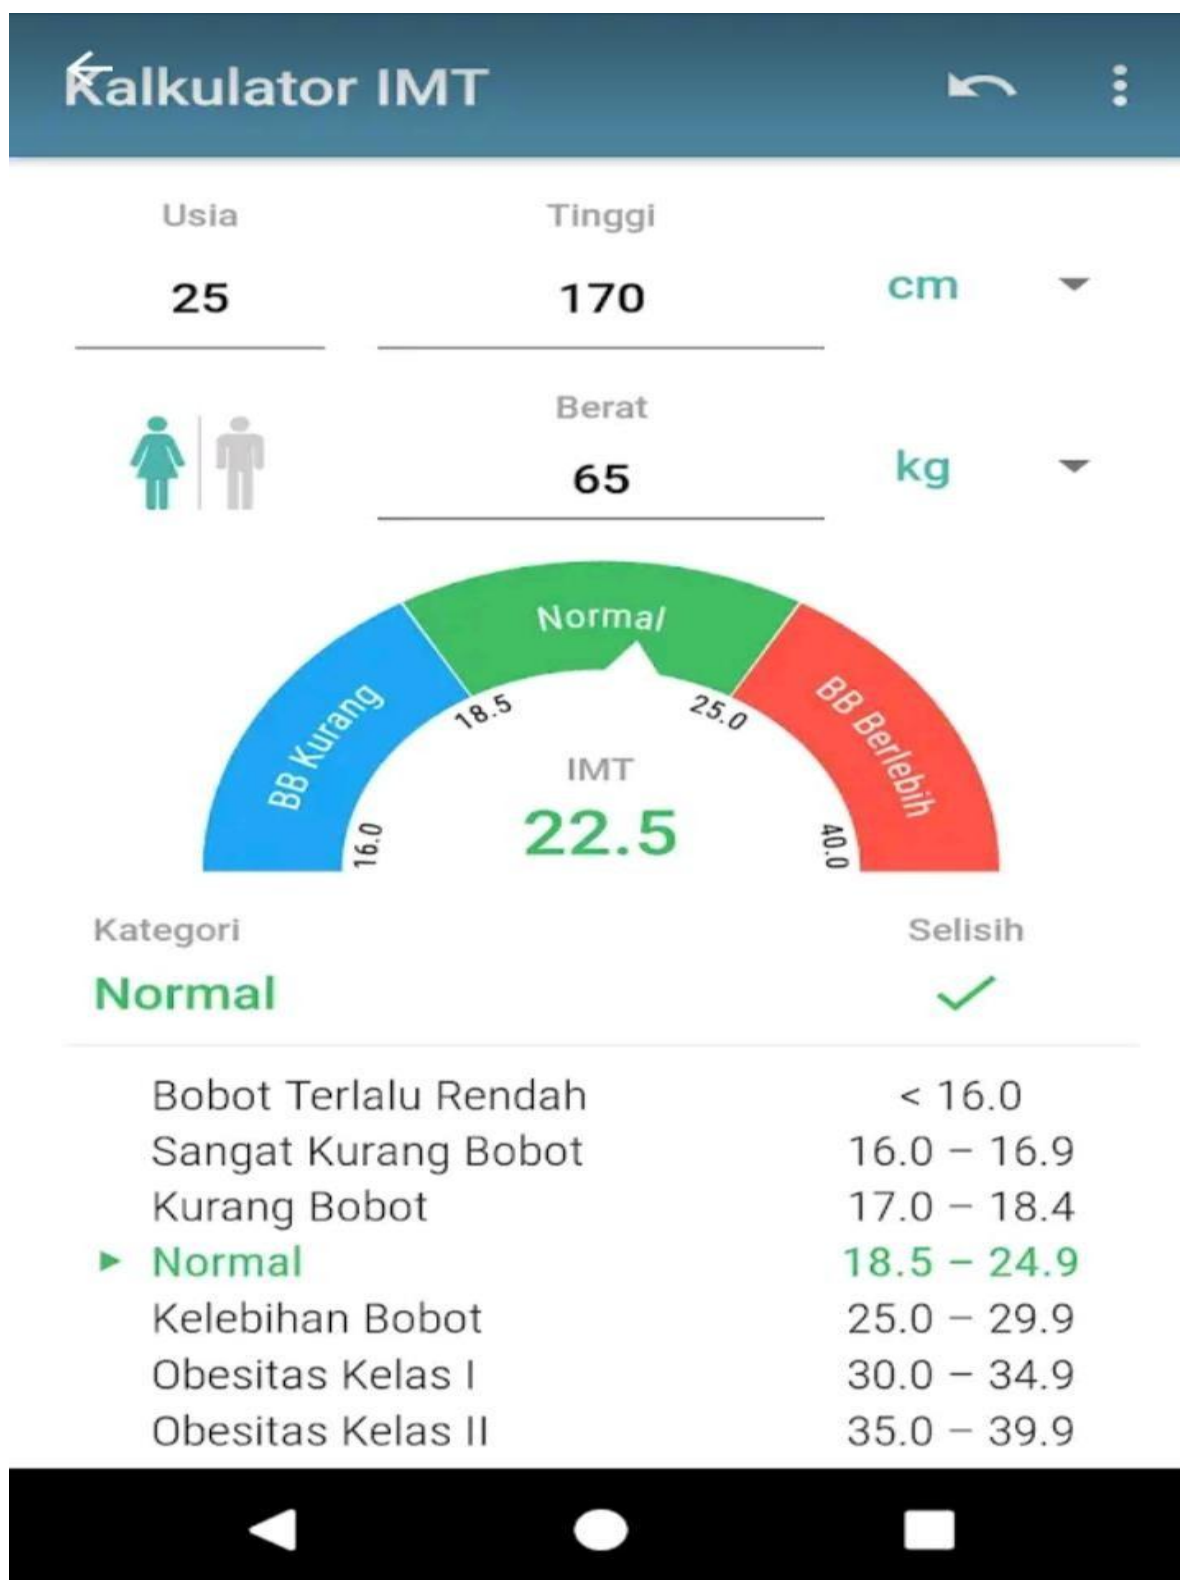 Kalkulator IMT
Usia Tinggi
25 170 cm
Berat
65 kg
Normal
BB Kurang
BB Berlebih
18.5 25.0
16.0 40.0
IMT
22.5
Kategori Selisih
Normal
Bobot Terlalu Rendah < 16.0
Sangat Kurang Bobot 16.0 – 16.9
Kurang Bobot 17.0 – 18.4
Normal 18.5 – 24.9
Kelebihan Bobot 25.0 – 29.9
Obesitas Kelas I 30.0 – 34.9
Obesitas Kelas II 35.0 – 39.9